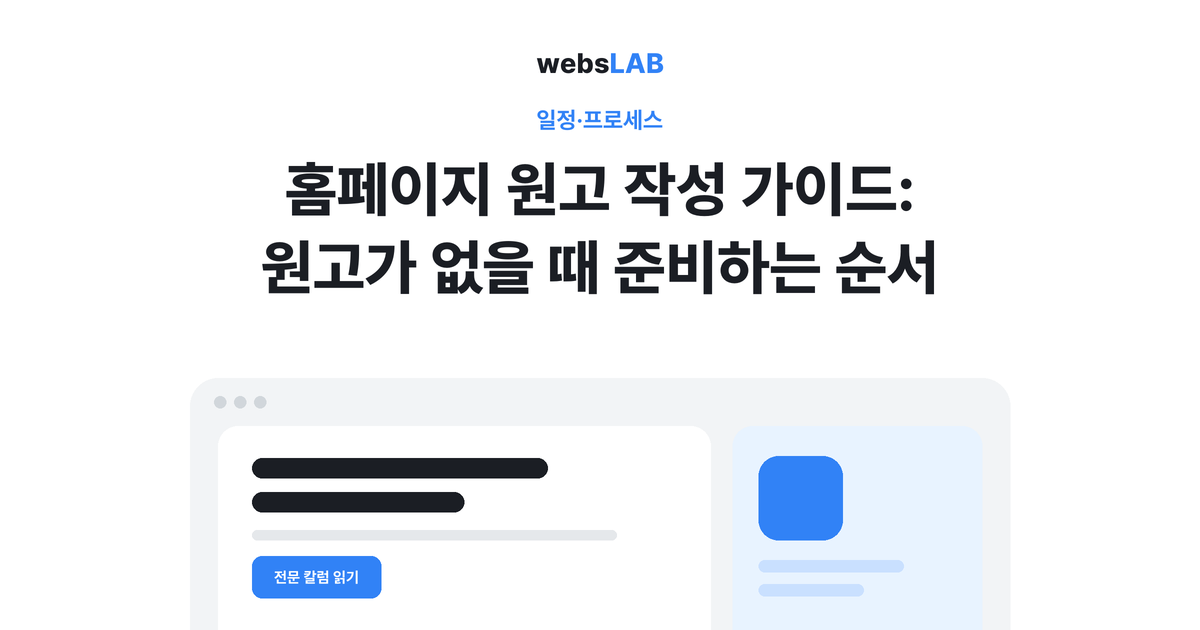 websLAB
일정·프로세스
홈페이지 원고 작성 가이드:
원고가 없을 때 준비하는 순서
전문 칼럼 읽기